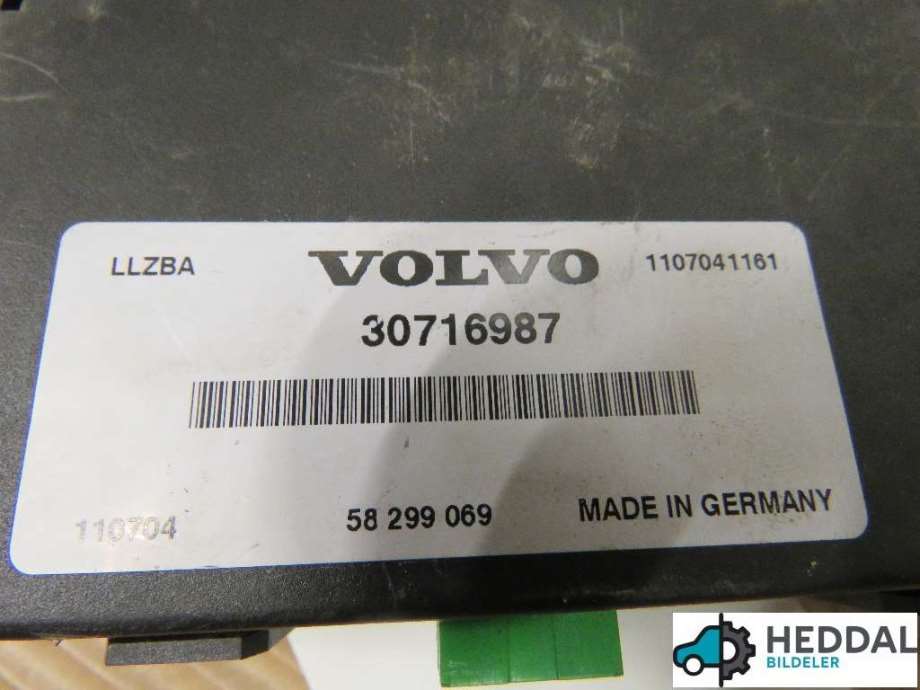 LLZBA VOLVO 1107041161
30716987
110704 58 299 069 MADE IN GERMANY
HEDDAL
BILDELER